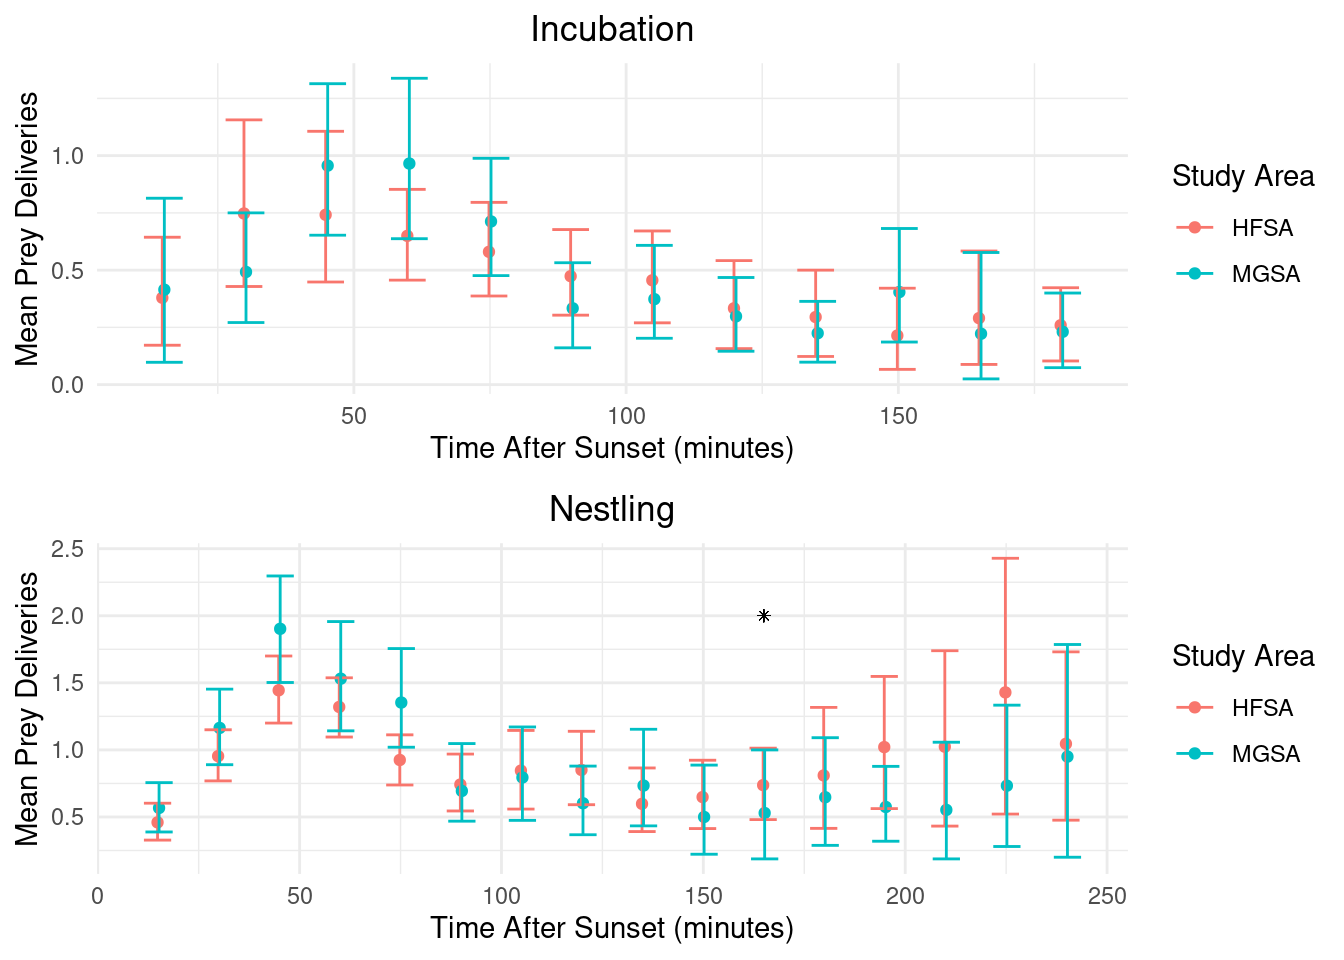 Incubation
Mean Prey Deliveries
1.0
0.5
0.0
50 100 150
Time After Sunset (minutes)
Study Area
HFSA
MGSA
Nestling
Mean Prey Deliveries
2.5
2.0
1.5
1.0
0.5
*
0 50 100 150 200 250
Time After Sunset (minutes)
Study Area
HFSA
MGSA